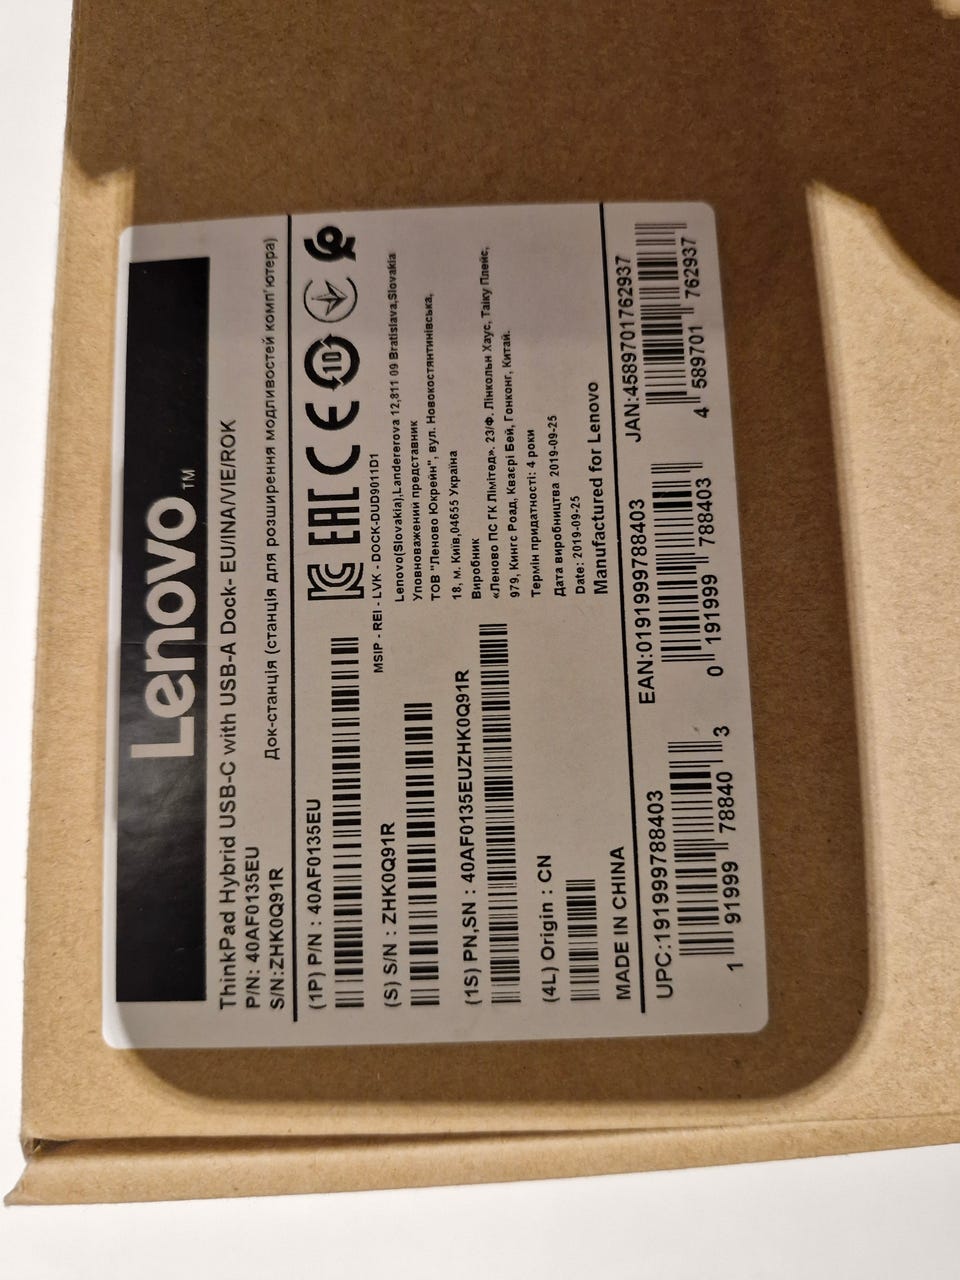 Lenovo™
ThinkPad Hybrid USB-C with USB-A Dock- EU/INA/VIE/ROK
P/N: 40AF0135EU
Док-станція (станція для розширення модливостей комп'ютера)
S/N:ZHK0Q91R
(1P) P/N : 40AF0135EU
MSIP - REI - LVK - DOCK-DUD9011D1
(S) S/N : ZHK0Q91R
(1S) PN,SN : 40AF0135EUZHK0Q91R
(4L) Origin : CN
MADE IN CHINA
EAC CE 10
Lenovo(Slovakia),Landererova 12,811 09 Bratislava,Slovakia
Уповноважений представник
ТОВ "Леново Юкрейн", вул. Новокостянтинівська,
18, м. Київ,04655 Україна
Виробник
«Леново ПС ГК Лімітед». 23/Ф. Лінкольн Хаус, Таіку Плейс,
979, Кингс Роад, Кваєрі Бей, Гонконг, Китай.
Термін придатності: 4 роки
Дата виробництва 2019-09-25
Date: 2019-09-25
Manufactured for Lenovo
UPC:191999788403
1 91999 78840 3
EAN:0191999788403
0 191999 788403
JAN:4589701762937
4 589701 762937